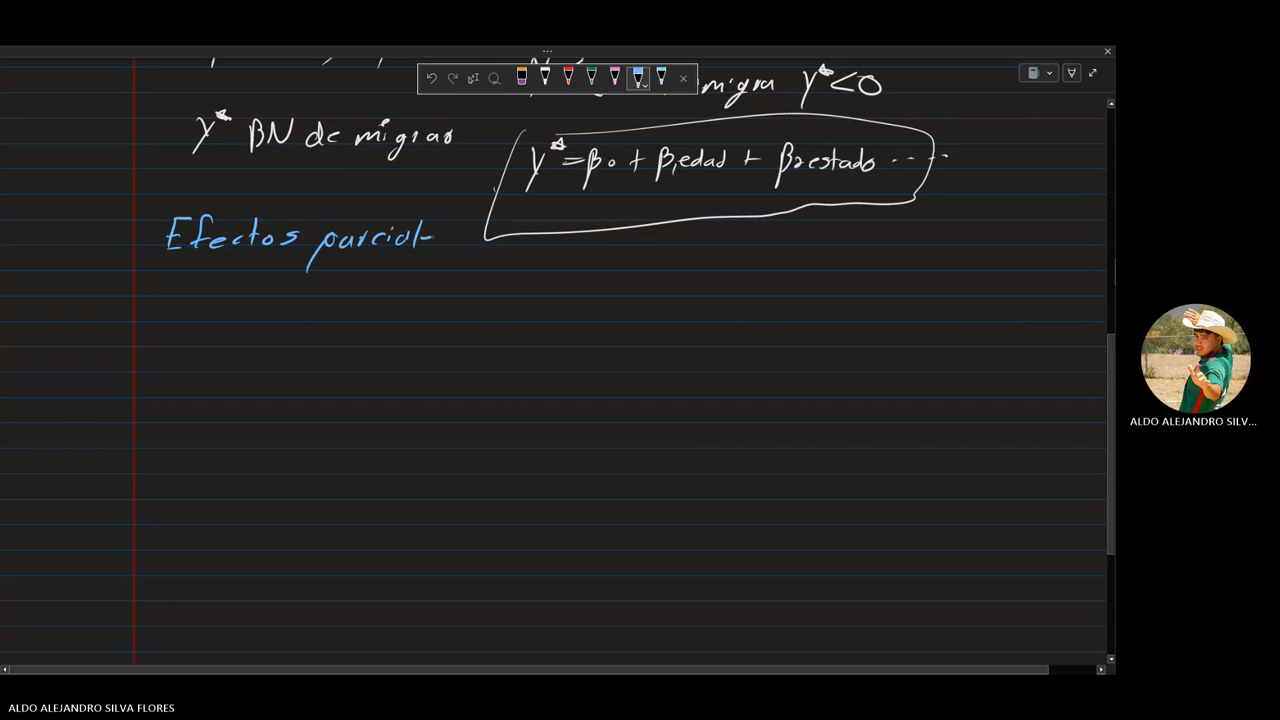 migra Y* < 0
Y* BN de migrar
Y* = β0 + β1edad + β2estado ....
Efectos parcial
ALDO ALEJANDRO SILV...
ALDO ALEJANDRO SILVA FLORES